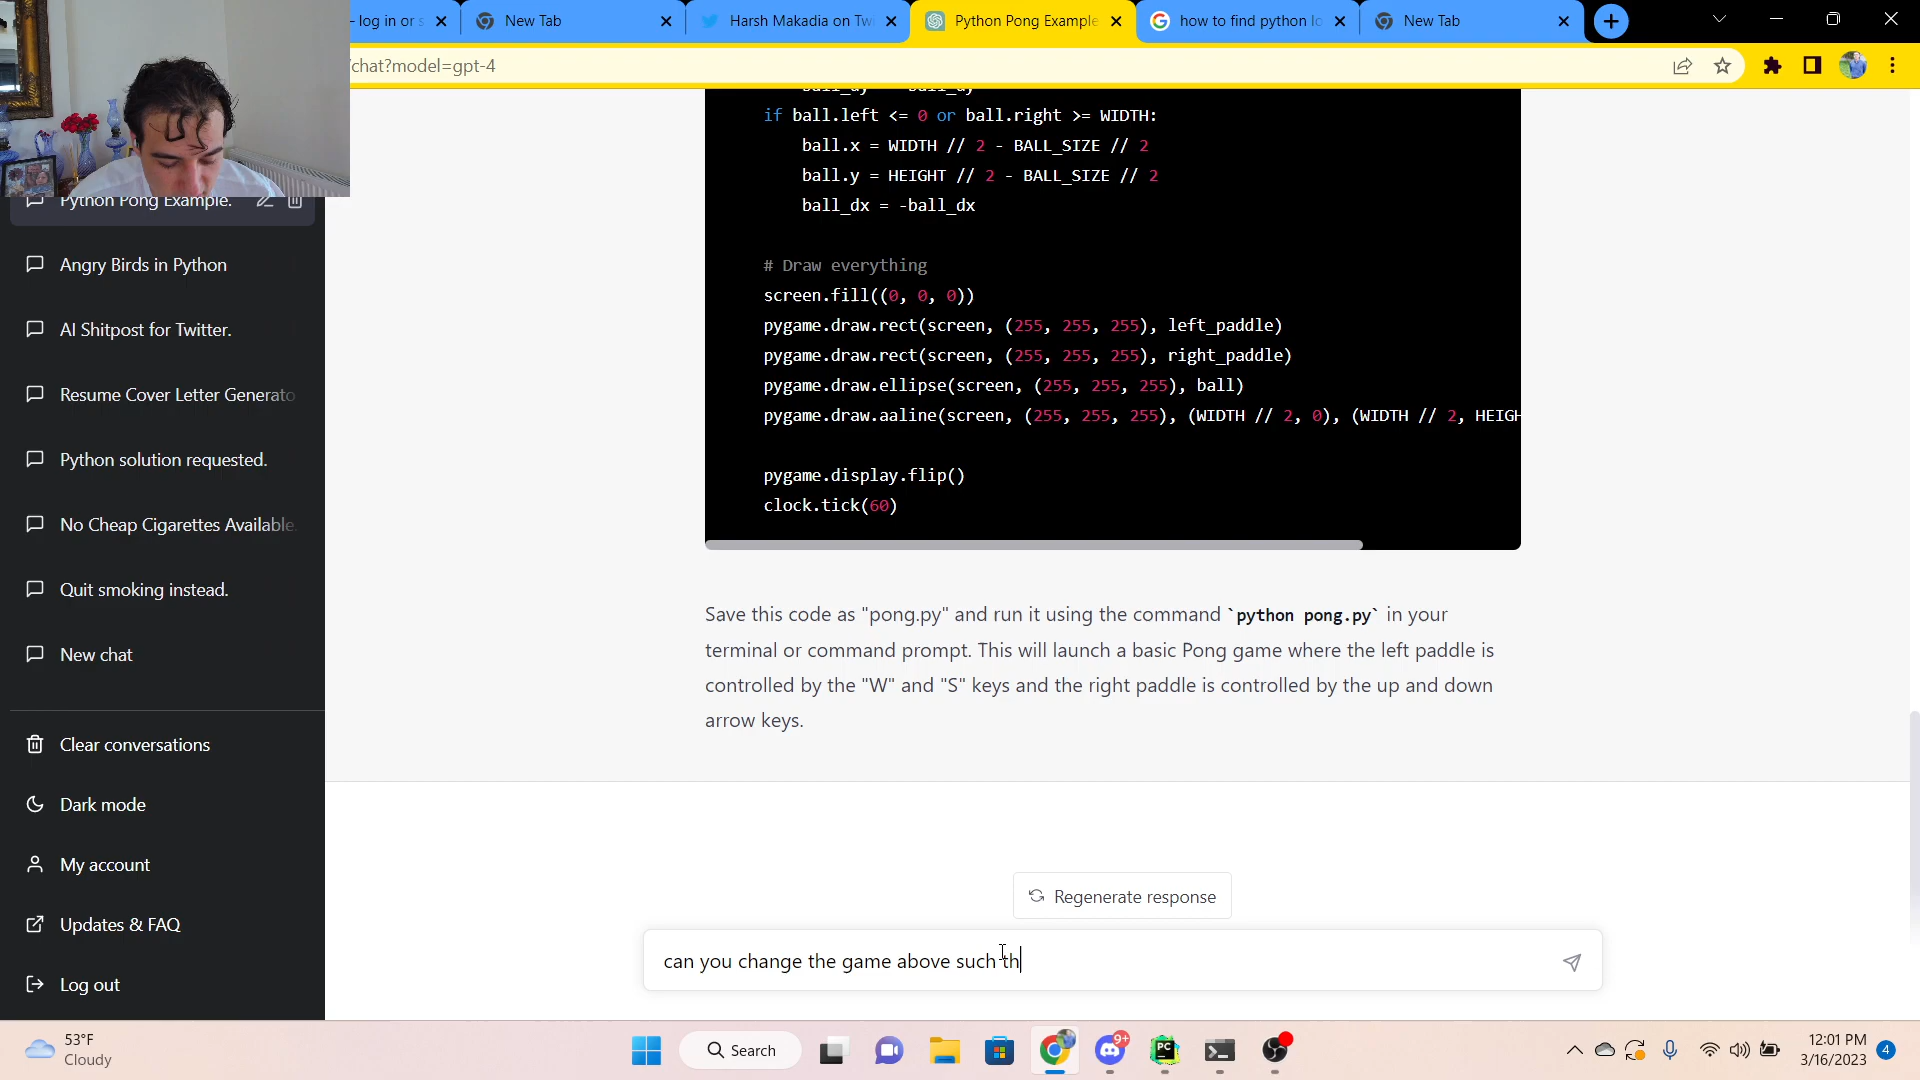 - log in or s
New Tab
Harsh Makadia on Twi
Python Pong Example
how to find python lo
New Tab
/chat?model=gpt-4
if ball.left <= 0 or ball.right >= WIDTH:
ball.x = WIDTH // 2 - BALL_SIZE // 2
ball.y = HEIGHT // 2 - BALL_SIZE // 2
ball_dx = -ball_dx
# Draw everything
screen.fill((0, 0, 0))
pygame.draw.rect(screen, (255, 255, 255), left_paddle)
pygame.draw.rect(screen, (255, 255, 255), right_paddle)
pygame.draw.ellipse(screen, (255, 255, 255), ball)
pygame.draw.aaline(screen, (255, 255, 255), (WIDTH // 2, 0), (WIDTH // 2, HEIGH
pygame.display.flip()
clock.tick(60)
Save this code as "pong.py" and run it using the command `python pong.py` in your
terminal or command prompt. This will launch a basic Pong game where the left paddle is
controlled by the "W" and "S" keys and the right paddle is controlled by the up and down
arrow keys.
Python Pong Example.
Angry Birds in Python
AI Shitpost for Twitter.
Resume Cover Letter Generato
Python solution requested.
No Cheap Cigarettes Available.
Quit smoking instead.
New chat
Clear conversations
Dark mode
My account
Updates & FAQ
Log out
Regenerate response
can you change the game above such th
53°F
Cloudy
Search
9+
PC
12:01 PM
3/16/2023
4